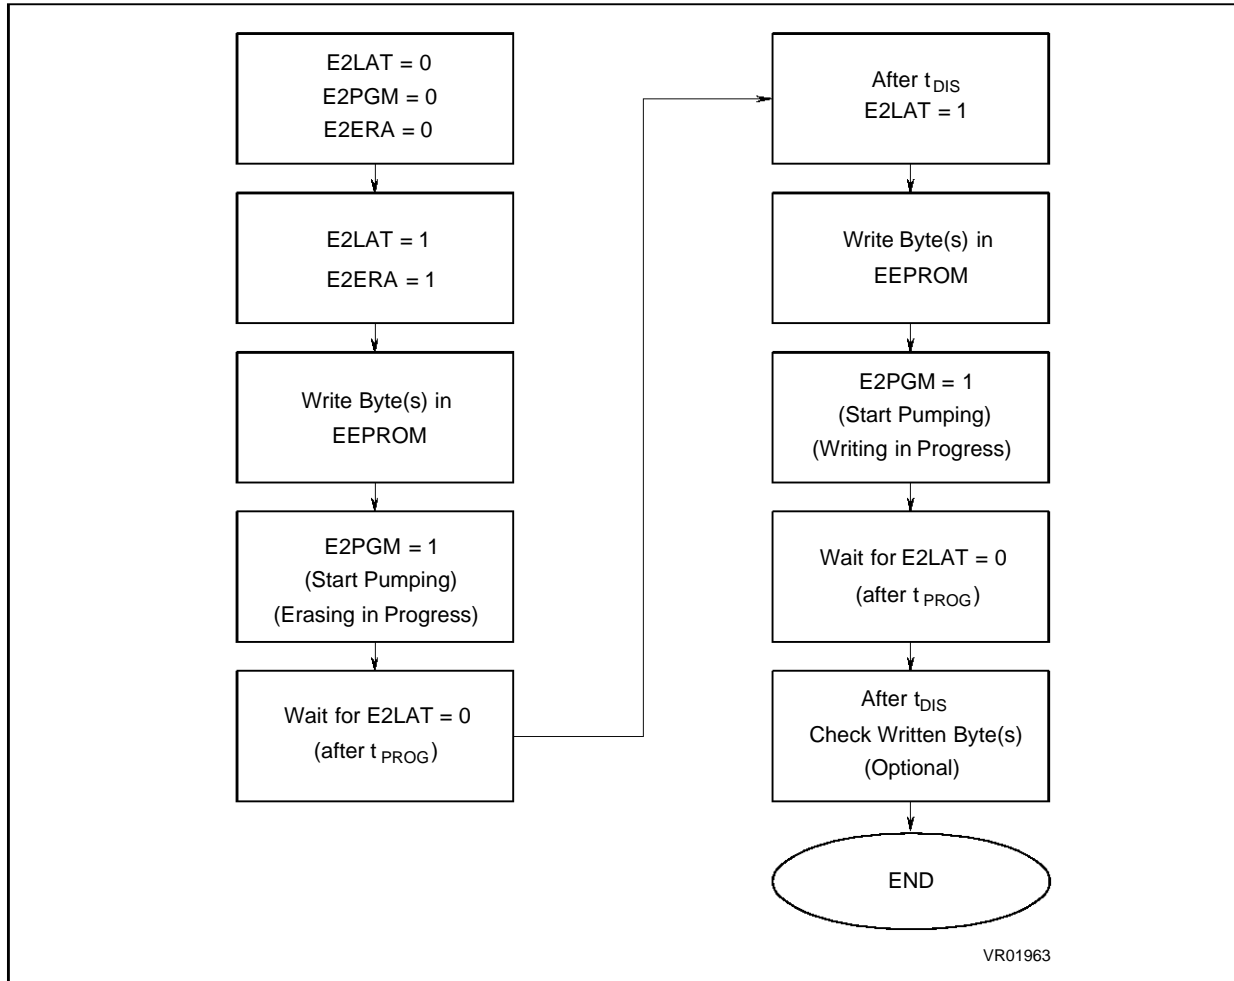 E2LAT = 0
E2PGM = 0
E2ERA = 0
E2LAT = 1
E2ERA = 1
Write Byte(s) in
EEPROM
E2PGM = 1
(Start Pumping)
(Erasing in Progress)
Wait for E2LAT = 0
(after t PROG)
After t DIS
E2LAT = 1
Write Byte(s) in
EEPROM
E2PGM = 1
(Start Pumping)
(Writing in Progress)
Wait for E2LAT = 0
(after t PROG)
After tDIS
Check Written Byte(s)
(Optional)
END
VR01963